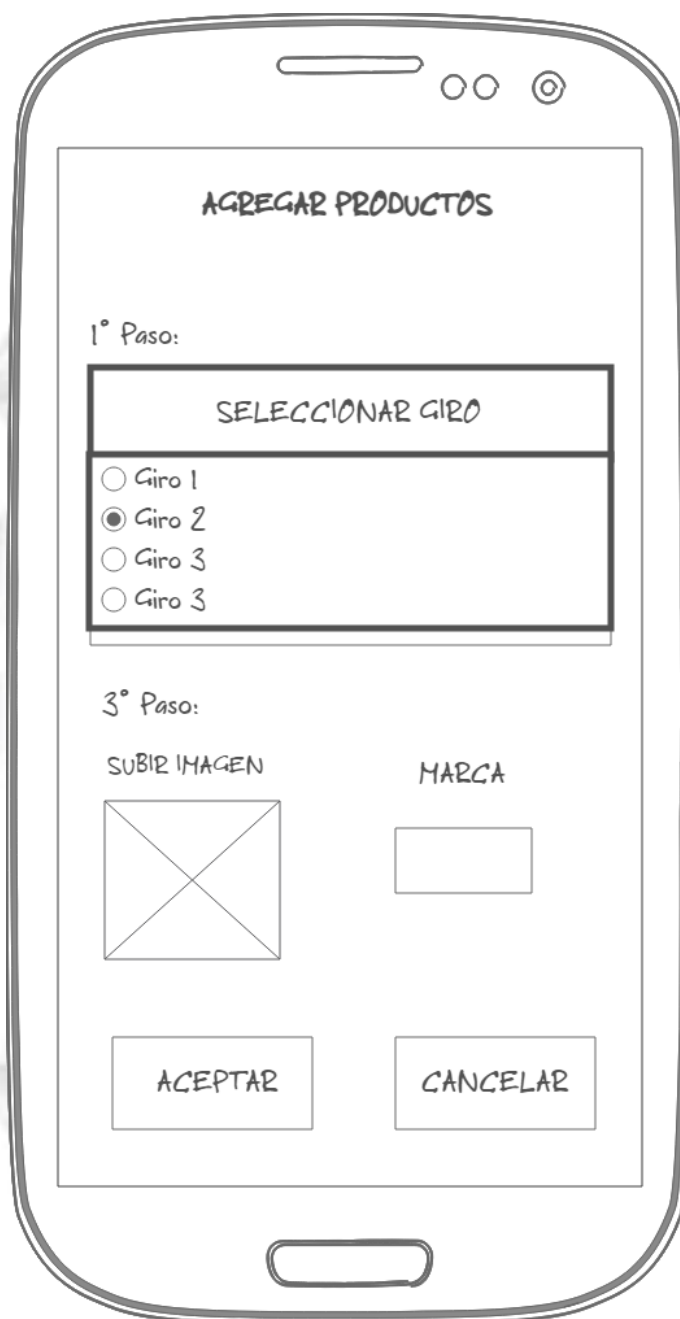 AGREGAR PRODUCTOS
1° Paso:
SELECCIONAR GIRO
Giro 1
Giro 2
Giro 3
Giro 3
3° Paso:
SUBIR IMAGEN
MARCA
ACEPTAR
CANCELAR